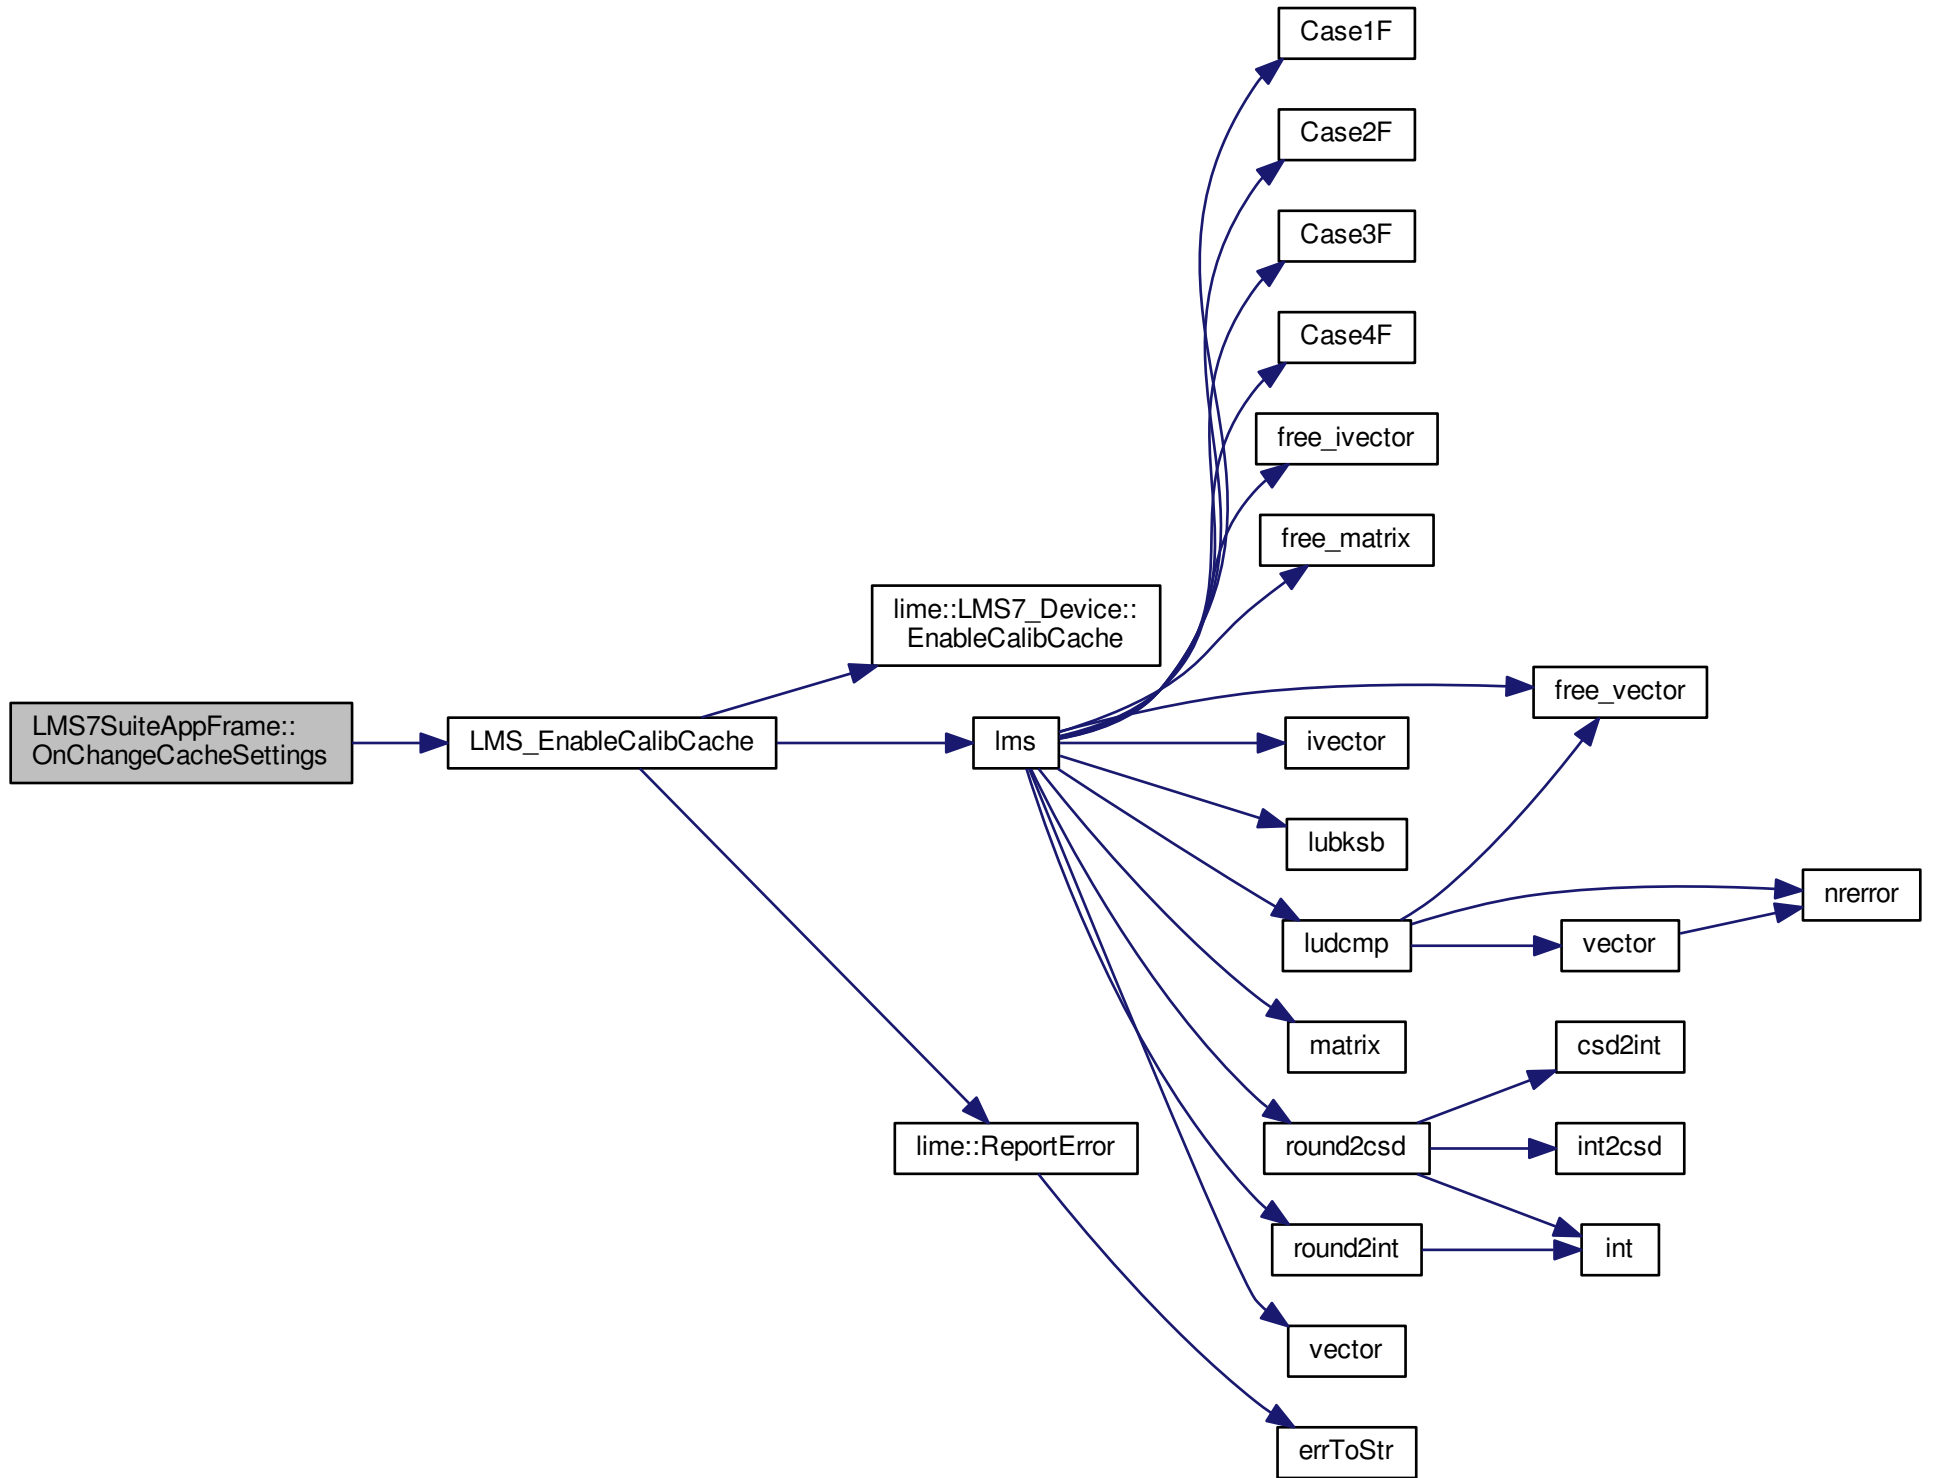 Case1F
Case2F
Case3F
Case4F
free_ivector
free_matrix
lime::LMS7_Device::
EnableCalibCache
free_vector
LMS7SuiteAppFrame::
OnChangeCacheSettings
LMS_EnableCalibCache
lms
ivector
lubksb
nrerror
ludcmp
vector
matrix
csd2int
lime::ReportError
round2csd
int2csd
round2int
int
vector
errToStr